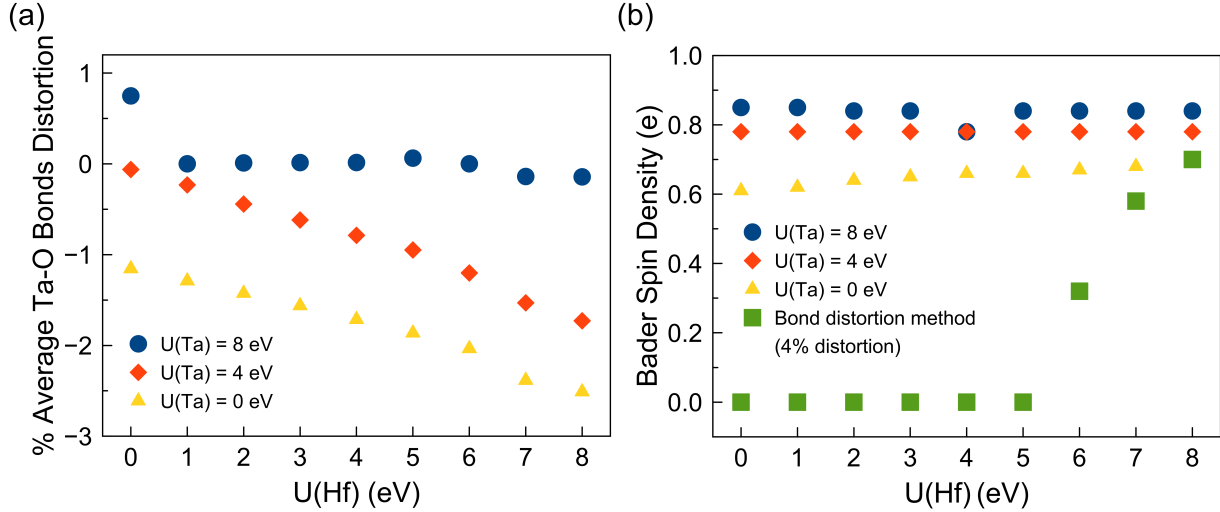 (a)
% Average Ta-O Bonds Distortion
1
0
−1
−2
−3
U(Ta) = 8 eV
U(Ta) = 4 eV
U(Ta) = 0 eV
0 1 2 3 4 5 6 7 8
U(Hf) (eV)
(b)
Bader Spin Density (e)
1.0
0.8
0.6
0.4
0.2
0.0
U(Ta) = 8 eV
U(Ta) = 4 eV
U(Ta) = 0 eV
Bond distortion method
(4% distortion)
0 1 2 3 4 5 6 7 8
U(Hf) (eV)